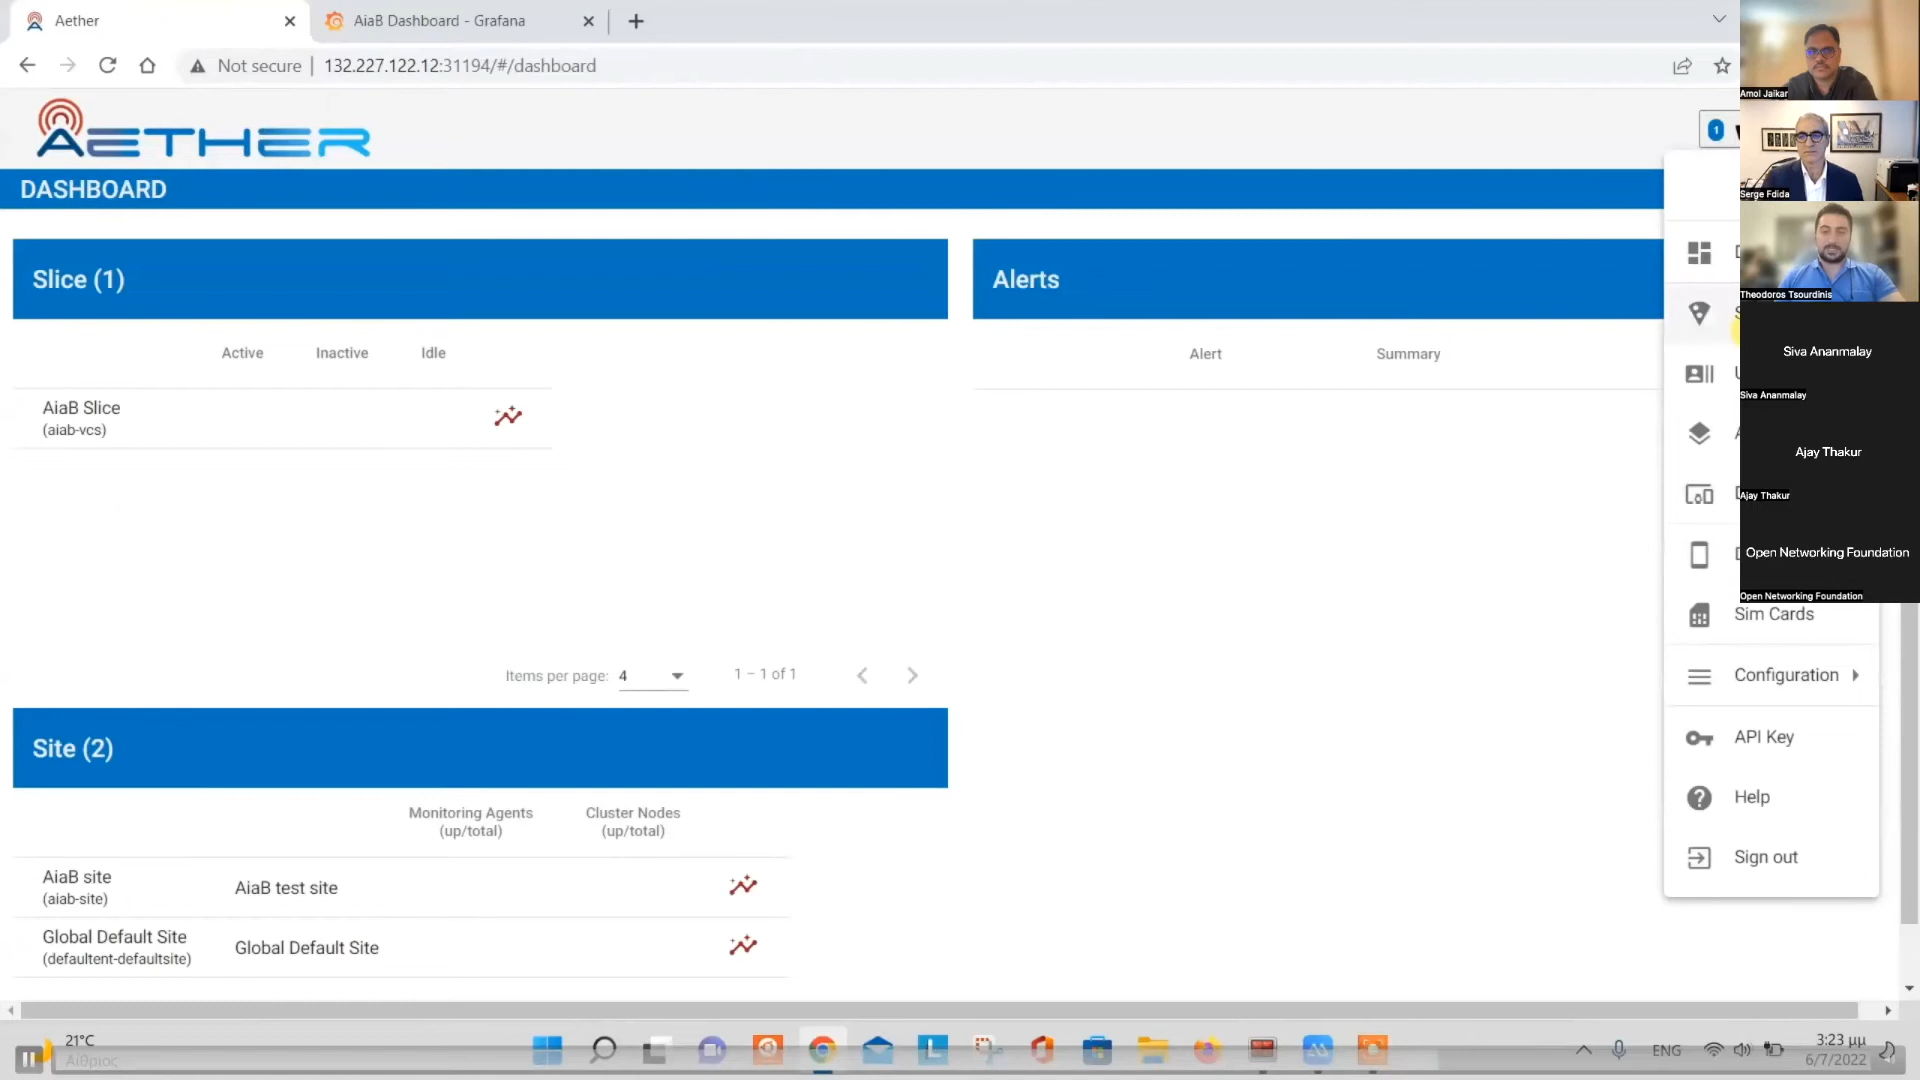 Aether
AiaB Dashboard - Grafana
Not secure
132.227.122.12:31194/#/dashboard
AETHER
1
DASHBOARD
Slice (1)
Active Inactive Idle
AiaB Slice
(aiab-vcs)
Items per page: 4 1 – 1 of 1
Site (2)
Monitoring Agents
(up/total)
Cluster Nodes
(up/total)
AiaB site
(aiab-site)
AiaB test site
Global Default Site
(defaultent-defaultsite)
Global Default Site
Alerts
Alert Summary
Amol Jaikar
Serge Fdida
Theodoros Tsourdinis
Siva Ananmalay
Siva Ananmalay
Ajay Thakur
Ajay Thakur
Open Networking Foundation
Open Networking Foundation
Sim Cards
Configuration
API Key
Help
Sign out
21°C
Αίθριος
ENG
3:23 μμ
6/7/2022